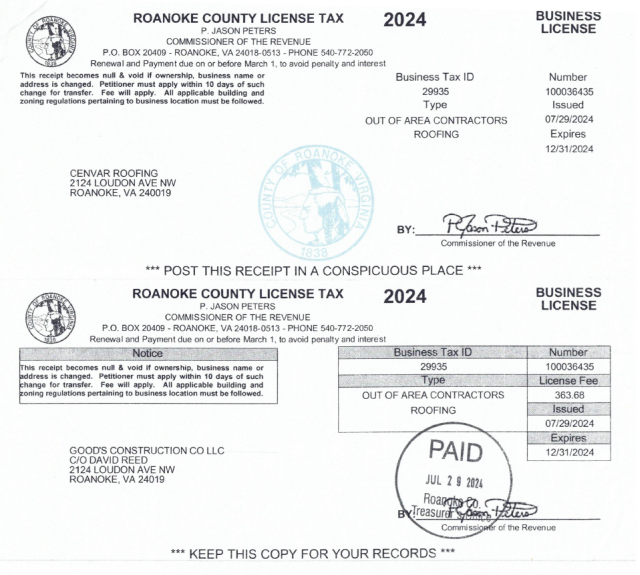 ROANOKE COUNTY LICENSE TAX
2024
BUSINESS
LICENSE
P. JASON PETERS
COMMISSIONER OF THE REVENUE
P.O. BOX 20409 - ROANOKE, VA 24018-0513 - PHONE 540-772-2050
Renewal and Payment due on or before March 1, to avoid penalty and interest
This receipt becomes null & void if ownership, business name or
address is changed. Petitioner must apply within 10 days of such
change for transfer. Fee will apply. All applicable building and
zoning regulations pertaining to business location must be followed.
Business Tax ID Number
29935 100036435
Type Issued
OUT OF AREA CONTRACTORS 07/29/2024
ROOFING Expires
12/31/2024
CENVAR ROOFING
2124 LOUDON AVE NW
ROANOKE, VA 240019
COUNTY OF ROANOKE VIRGINIA
1838
BY: P. Jason Peters
Commissioner of the Revenue
*** POST THIS RECEIPT IN A CONSPICUOUS PLACE ***
ROANOKE COUNTY LICENSE TAX
2024
BUSINESS
LICENSE
P. JASON PETERS
COMMISSIONER OF THE REVENUE
P.O. BOX 20409 - ROANOKE, VA 24018-0513 - PHONE 540-772-2050
Renewal and Payment due on or before March 1, to avoid penalty and interest
Notice
This receipt becomes null & void if ownership, business name or
address is changed. Petitioner must apply within 10 days of such
change for transfer. Fee will apply. All applicable building and
zoning regulations pertaining to business location must be followed.
Business Tax ID Number
29935 100036435
Type License Fee
OUT OF AREA CONTRACTORS 363.68
ROOFING Issued
07/29/2024
Expires
12/31/2024
GOOD'S CONSTRUCTION CO LLC
C/O DAVID REED
2124 LOUDON AVE NW
ROANOKE, VA 24019
PAID
JUL 29 2024
Roanoke Co.
Treasurer
BY: P. Jason Peters
Commissioner of the Revenue
*** KEEP THIS COPY FOR YOUR RECORDS ***